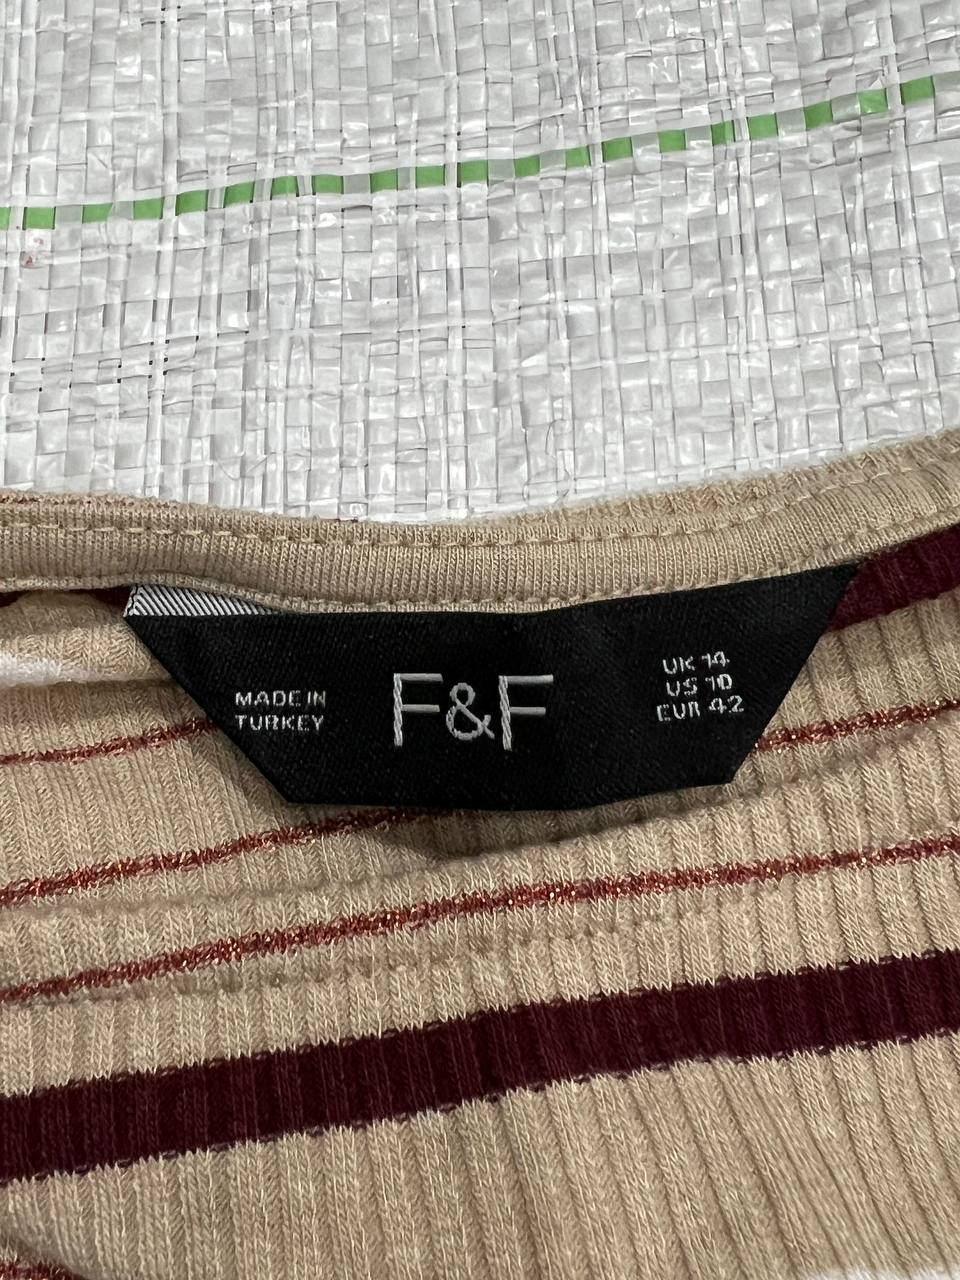 MADE IN
TURKEY
F&F
UK 14
US 10
EUR 42